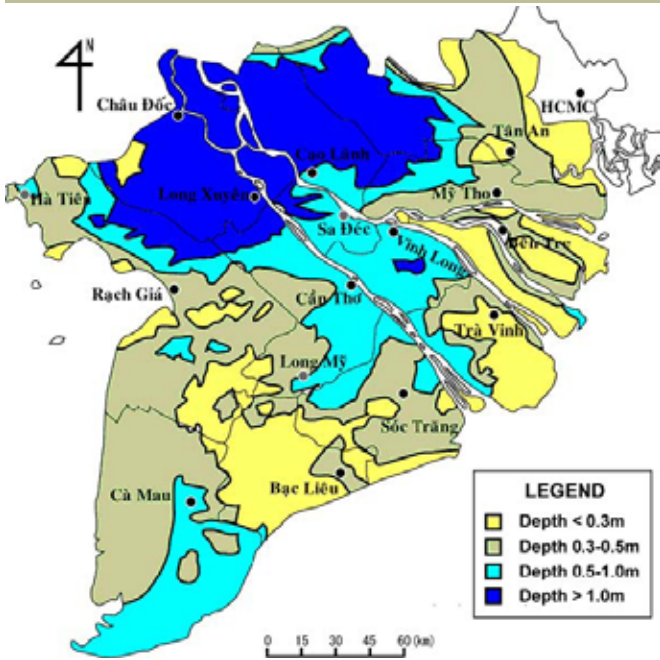 N
HCMC
Châu Đốc
Tân An
Cao Lãnh
Hà Tiên
Long Xuyên
Mỹ Tho
Sa Đéc
Bến Tre
Vĩnh Long
Rạch Giá
Cần Thơ
Trà Vinh
Long Mỹ
Sóc Trăng
Bạc Liêu
Cà Mau
LEGEND
Depth < 0.3m
Depth 0.3-0.5m
Depth 0.5-1.0m
Depth > 1.0m
0 15 30 45 60 (km)